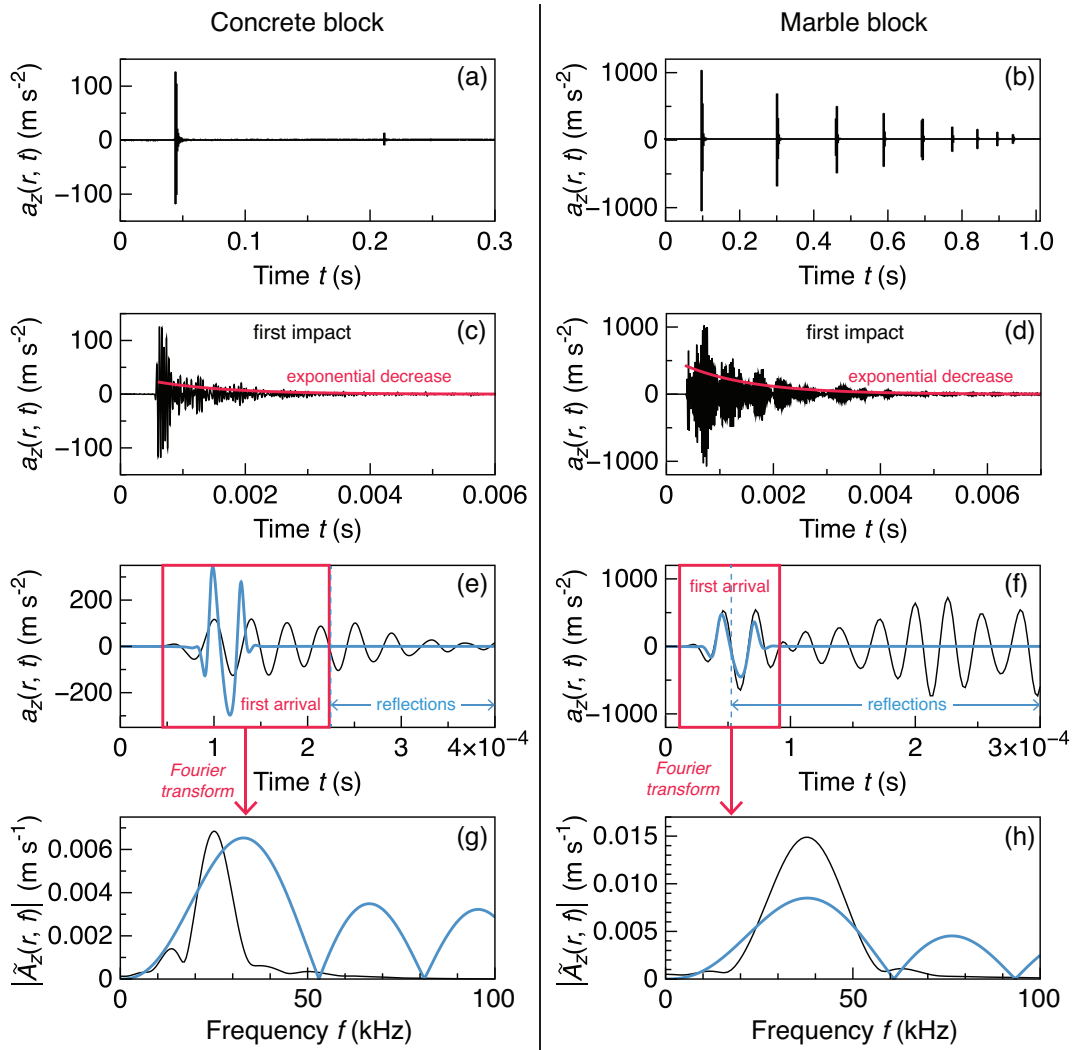 Concrete block
Marble block
(a)
100
0
−100
a_z(r, t) (m s⁻²)
0 0.1 0.2 0.3
Time t (s)
(b)
1000
0
−1000
a_z(r, t) (m s⁻²)
0 0.2 0.4 0.6 0.8 1.0
Time t (s)
(c)
first impact
exponential decrease
100
0
−100
a_z(r, t) (m s⁻²)
0 0.002 0.004 0.006
Time t (s)
(d)
first impact
exponential decrease
1000
0
−1000
a_z(r, t) (m s⁻²)
0 0.002 0.004 0.006
Time t (s)
(e)
first arrival
reflections
200
0
−200
a_z(r, t) (m s⁻²)
0 1 2 3 4×10⁻⁴
Time t (s)
Fourier
transform
(f)
first arrival
reflections
1000
0
−1000
a_z(r, t) (m s⁻²)
0 1 2 3×10⁻⁴
Time t (s)
Fourier
transform
(g)
0.006
0.004
0.002
0
|Ã_z(r, f)| (m s⁻¹)
0 50 100
Frequency f (kHz)
(h)
0.015
0.010
0.005
0
|Ã_z(r, f)| (m s⁻¹)
0 50 100
Frequency f (kHz)